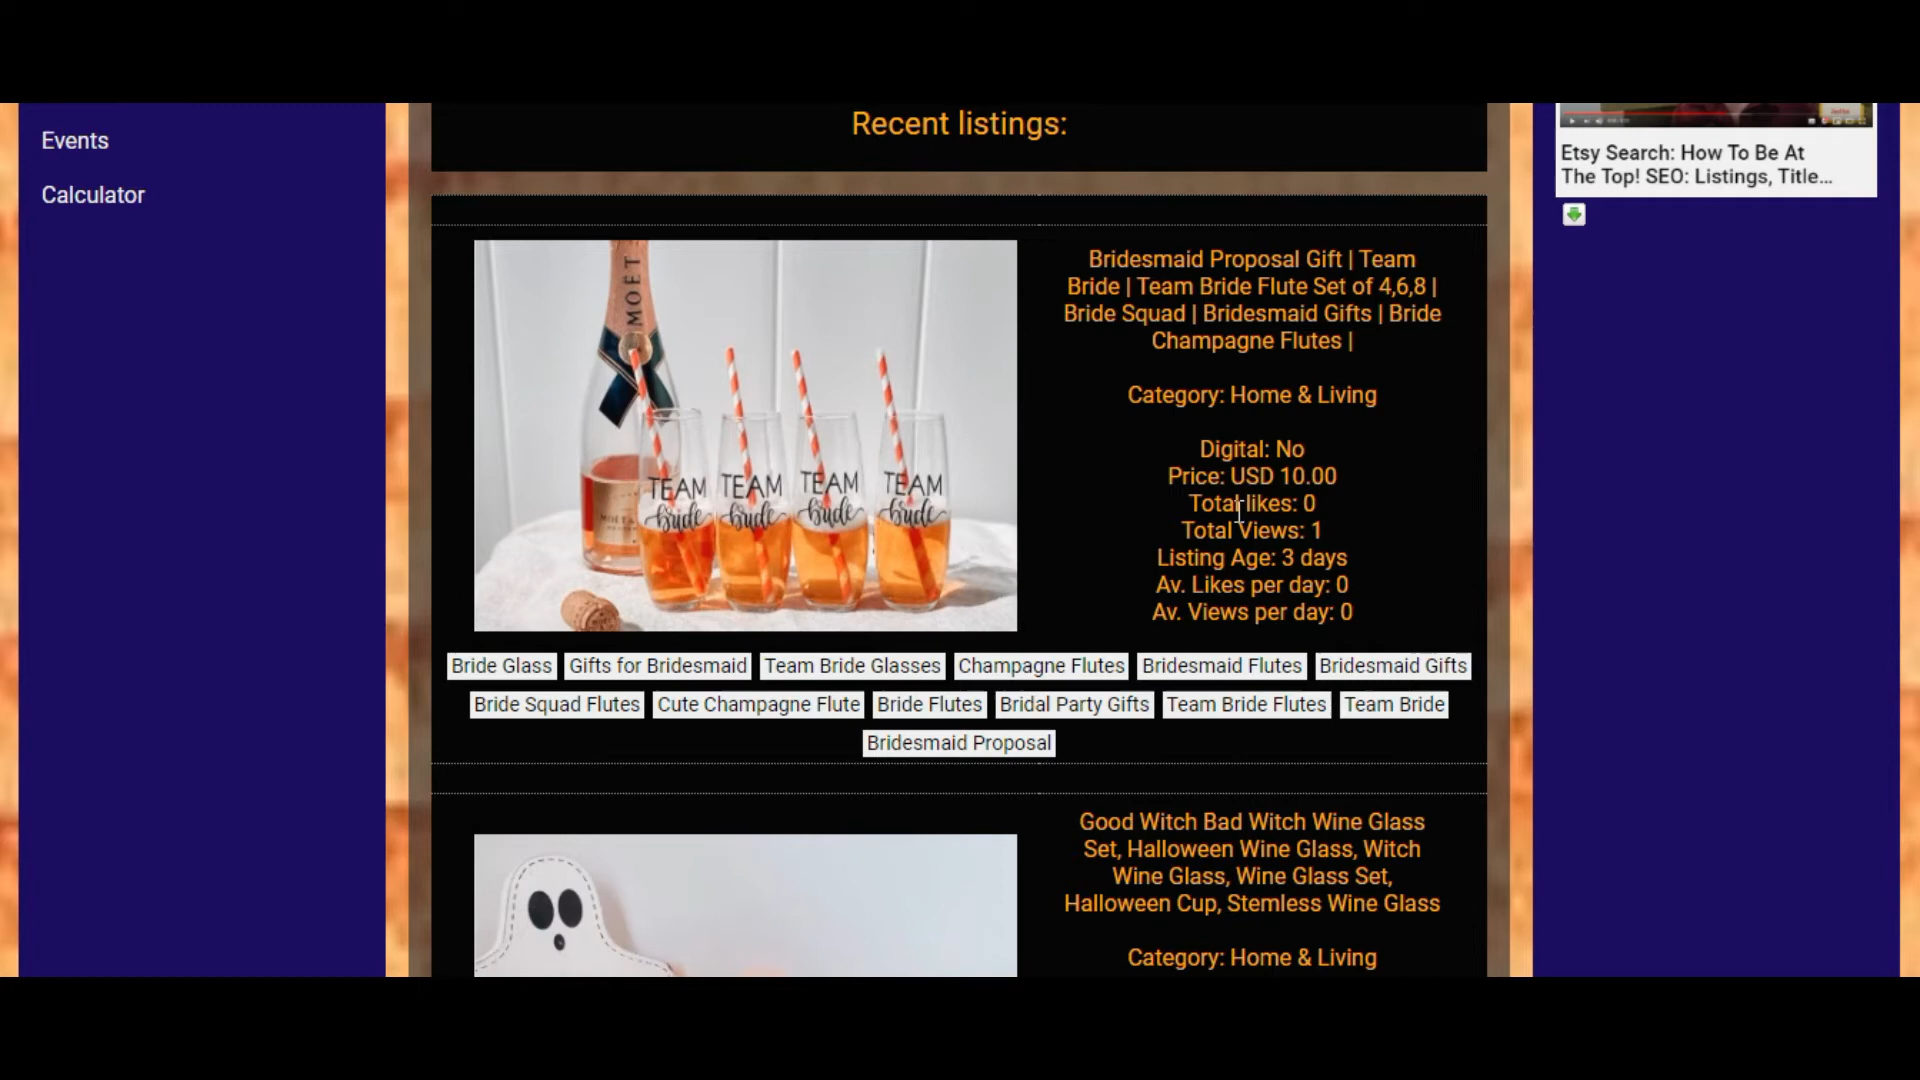 Events
Calculator
Recent listings:
MOËT
TEAM
bride
TEAM
bride
TEAM
bride
TEAM
bride
Bridesmaid Proposal Gift | Team
Bride | Team Bride Flute Set of 4,6,8 |
Bride Squad | Bridesmaid Gifts | Bride
Champagne Flutes |
Category: Home & Living
Digital: No
Price: USD 10.00
Total likes: 0
Total Views: 1
Listing Age: 3 days
Av. Likes per day: 0
Av. Views per day: 0
Bride Glass Gifts for Bridesmaid Team Bride Glasses Champagne Flutes Bridesmaid Flutes Bridesmaid Gifts
Bride Squad Flutes Cute Champagne Flute Bride Flutes Bridal Party Gifts Team Bride Flutes Team Bride
Bridesmaid Proposal
Good Witch Bad Witch Wine Glass
Set, Halloween Wine Glass, Witch
Wine Glass, Wine Glass Set,
Halloween Cup, Stemless Wine Glass
Category: Home & Living
Etsy Search: How To Be At
The Top! SEO: Listings, Title...